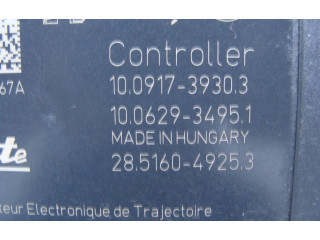 Controller
67A
10.0917-3930.3
10.0629-3495.1
MADE IN HUNGARY
28.5160-4925.3
Electronique de Trajectoire